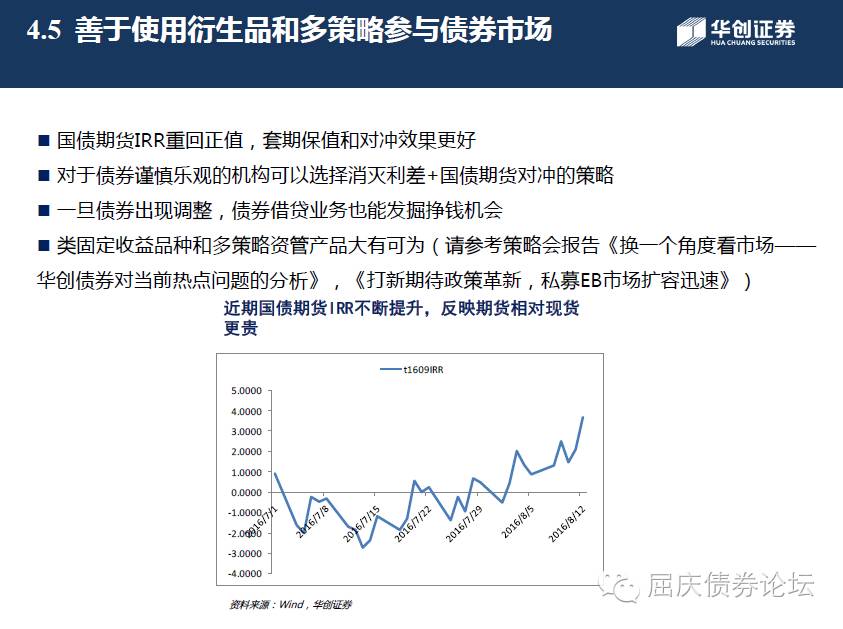 4.5 善于使用衍生品和多策略参与债券市场
华创证券
HUA CHUANG SECURITIES
■ 国债期货IRR重回正值，套期保值和对冲效果更好
■ 对于债券谨慎乐观的机构可以选择消灭利差+国债期货对冲的策略
■ 一旦债券出现调整，债券借贷业务也能发掘挣钱机会
■ 类固定收益品种和多策略资管产品大有可为（请参考策略会报告《换一个角度看市场——
华创债券对当前热点问题的分析》，《打新期待政策革新，私募EB市场扩容迅速》）
近期国债期货IRR不断提升，反映期货相对现货
更贵
t1609IRR
5.0000
4.0000
3.0000
2.0000
1.0000
0.0000
-1.0000
-2.0000
-3.0000
-4.0000
2016/7/1
2016/7/8
2016/7/15
2016/7/22
2016/7/29
2016/8/5
2016/8/12
资料来源：Wind，华创证券
屈庆债券论坛